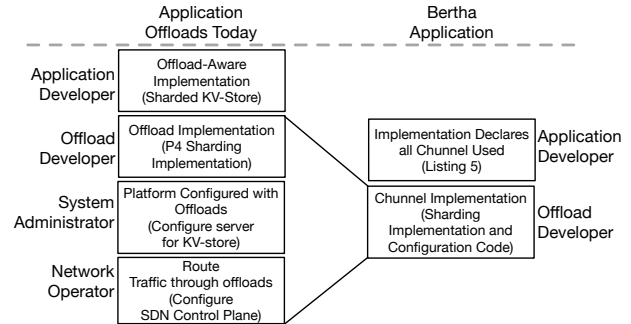 Application
Offloads Today
Bertha
Application
Application
Developer
Offload-Aware
Implementation
(Sharded KV-Store)
Offload
Developer
Offload Implementation
(P4 Sharding
Implementation)
System
Administrator
Platform Configured with
Offloads
(Configure server
for KV-store)
Network
Operator
Route
Traffic through offloads
(Configure
SDN Control Plane)
Implementation Declares
all Channel Used
(Listing 5)
Application
Developer
Channel Implementation
(Sharding
Implementation and
Configuration Code)
Offload
Developer